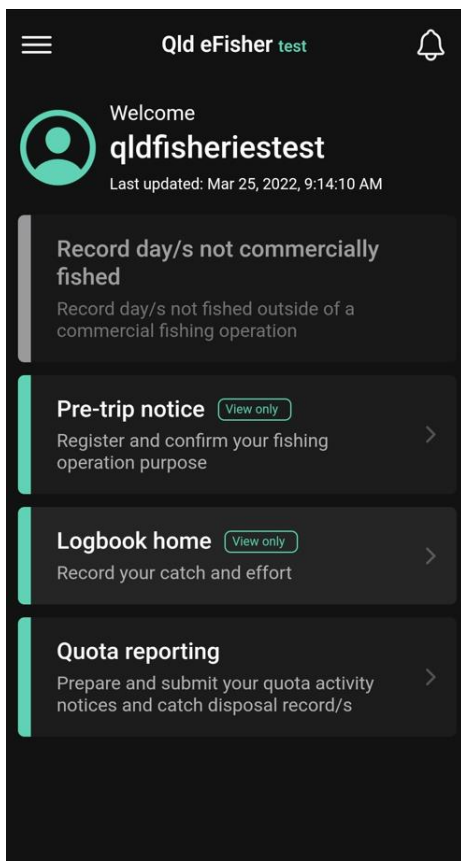 Qld eFisher test
Welcome
qldfisheriestest
Last updated: Mar 25, 2022, 9:14:10 AM
Record day/s not commercially
fished
Record day/s not fished outside of a
commercial fishing operation
Pre-trip notice View only
Register and confirm your fishing
operation purpose
Logbook home View only
Record your catch and effort
Quota reporting
Prepare and submit your quota activity
notices and catch disposal record/s